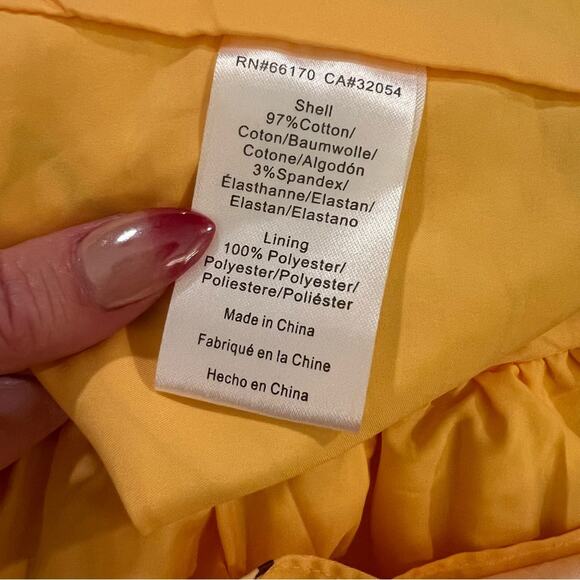 RN#66170 CA#32054
Shell
97%Cotton/
Coton/Baumwolle/
Cotone/Algodón
3%Spandex/
Élasthanne/Elastan/
Elastan/Elastano
Lining
100% Polyester/
Polyester/Polyester/
Poliestere/Poliéster
Made in China
Fabriqué en la Chine
Hecho en China